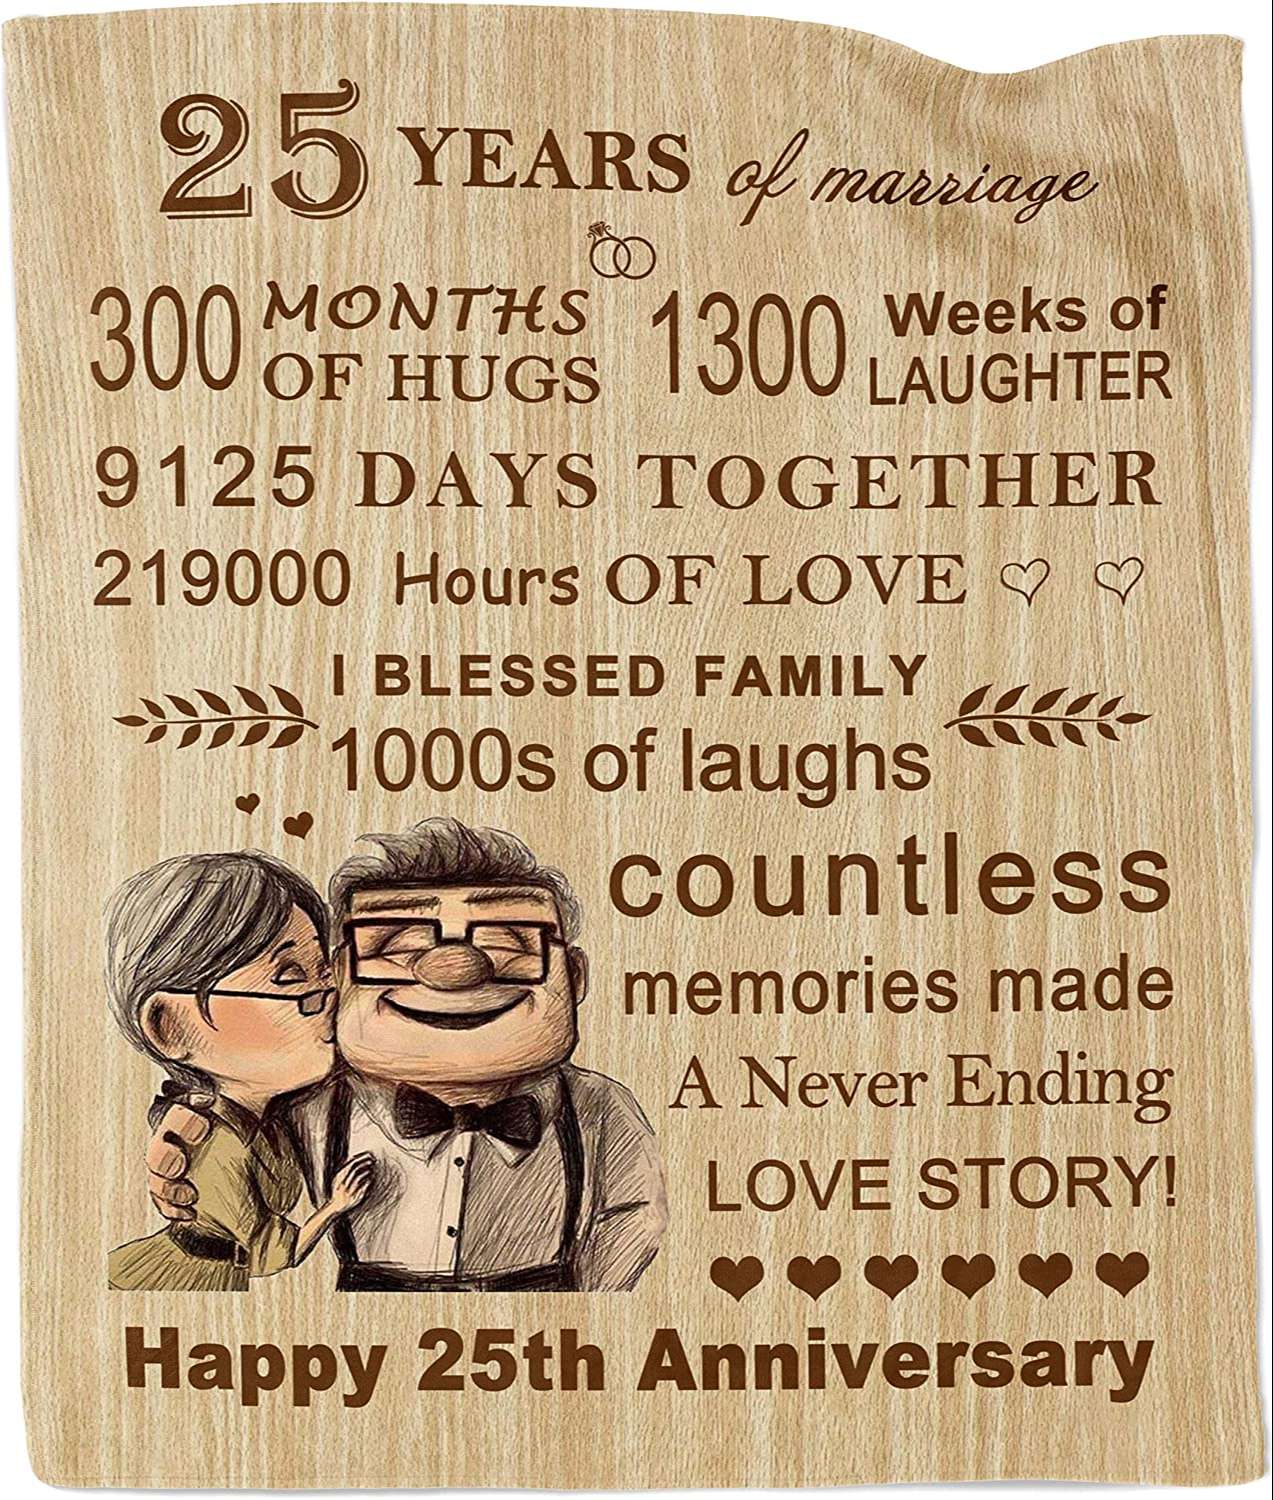 25 YEARS of marriage
300 MONTHS OF HUGS
1300 Weeks of LAUGHTER
9125 DAYS TOGETHER
219000 Hours OF LOVE
I BLESSED FAMILY
1000s of laughs
countless
memories made
A Never Ending
LOVE STORY!
Happy 25th Anniversary